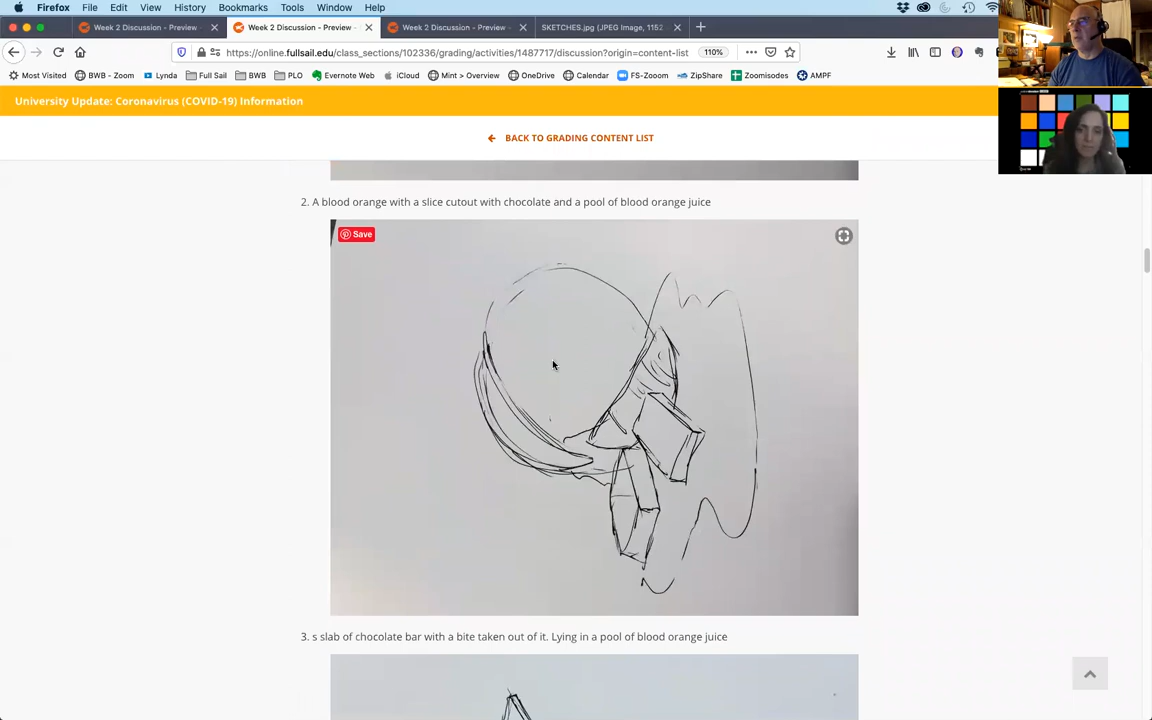 Firefox File Edit View History Bookmarks Tools Window Help
Week 2 Discussion - Preview - Week 2 Discussion - Preview - Week 2 Discussion - Preview - SKETCHES.jpg (JPEG Image, 1152
https://online.fullsail.edu/class_sections/102336/grading/activities/1487717/discussion?origin=content-list 110%
Most Visited BWB - Zoom Lynda Full Sail BWB PLO Evernote Web iCloud Mint > Overview OneDrive Calendar FS-Zooom ZipShare Zoomisodes AMPF
University Update: Coronavirus (COVID-19) Information
BACK TO GRADING CONTENT LIST
2. A blood orange with a slice cutout with chocolate and a pool of blood orange juice
Save
3. s slab of chocolate bar with a bite taken out of it. Lying in a pool of blood orange juice